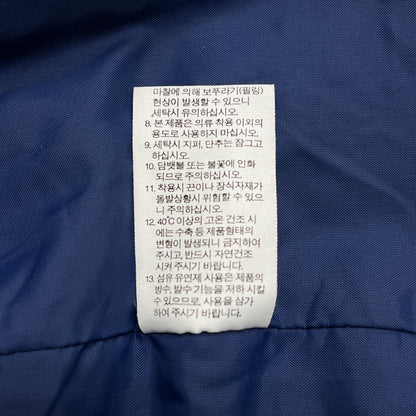 마찰에 의해 보푸라기(필링)
현상이 발생할 수 있으니
세탁시 유의하십시오.
8. 본 제품은 의류 착용 이외의
용도로 사용하지 마십시오.
9. 세탁시 지퍼, 단추는 잠그고
하십시오.
10. 담뱃불 또는 불꽃에 인화
되므로 주의하십시오.
11. 착용시 끈이나 장식자재가
돌발상황시 위험할 수 있으
니 주의하십시오.
12. 40℃ 이상의 고온 건조 시
에는 수축 등 제품형태의
변형이 발생되니 금지하여
주시고, 반드시 자연건조
시켜 주시기 바랍니다.
13. 섬유 유연제 사용은 제품의
방수, 발수 기능을 저하 시킬
수 있으므로, 사용을 삼가
하여 주시기 바랍니다.